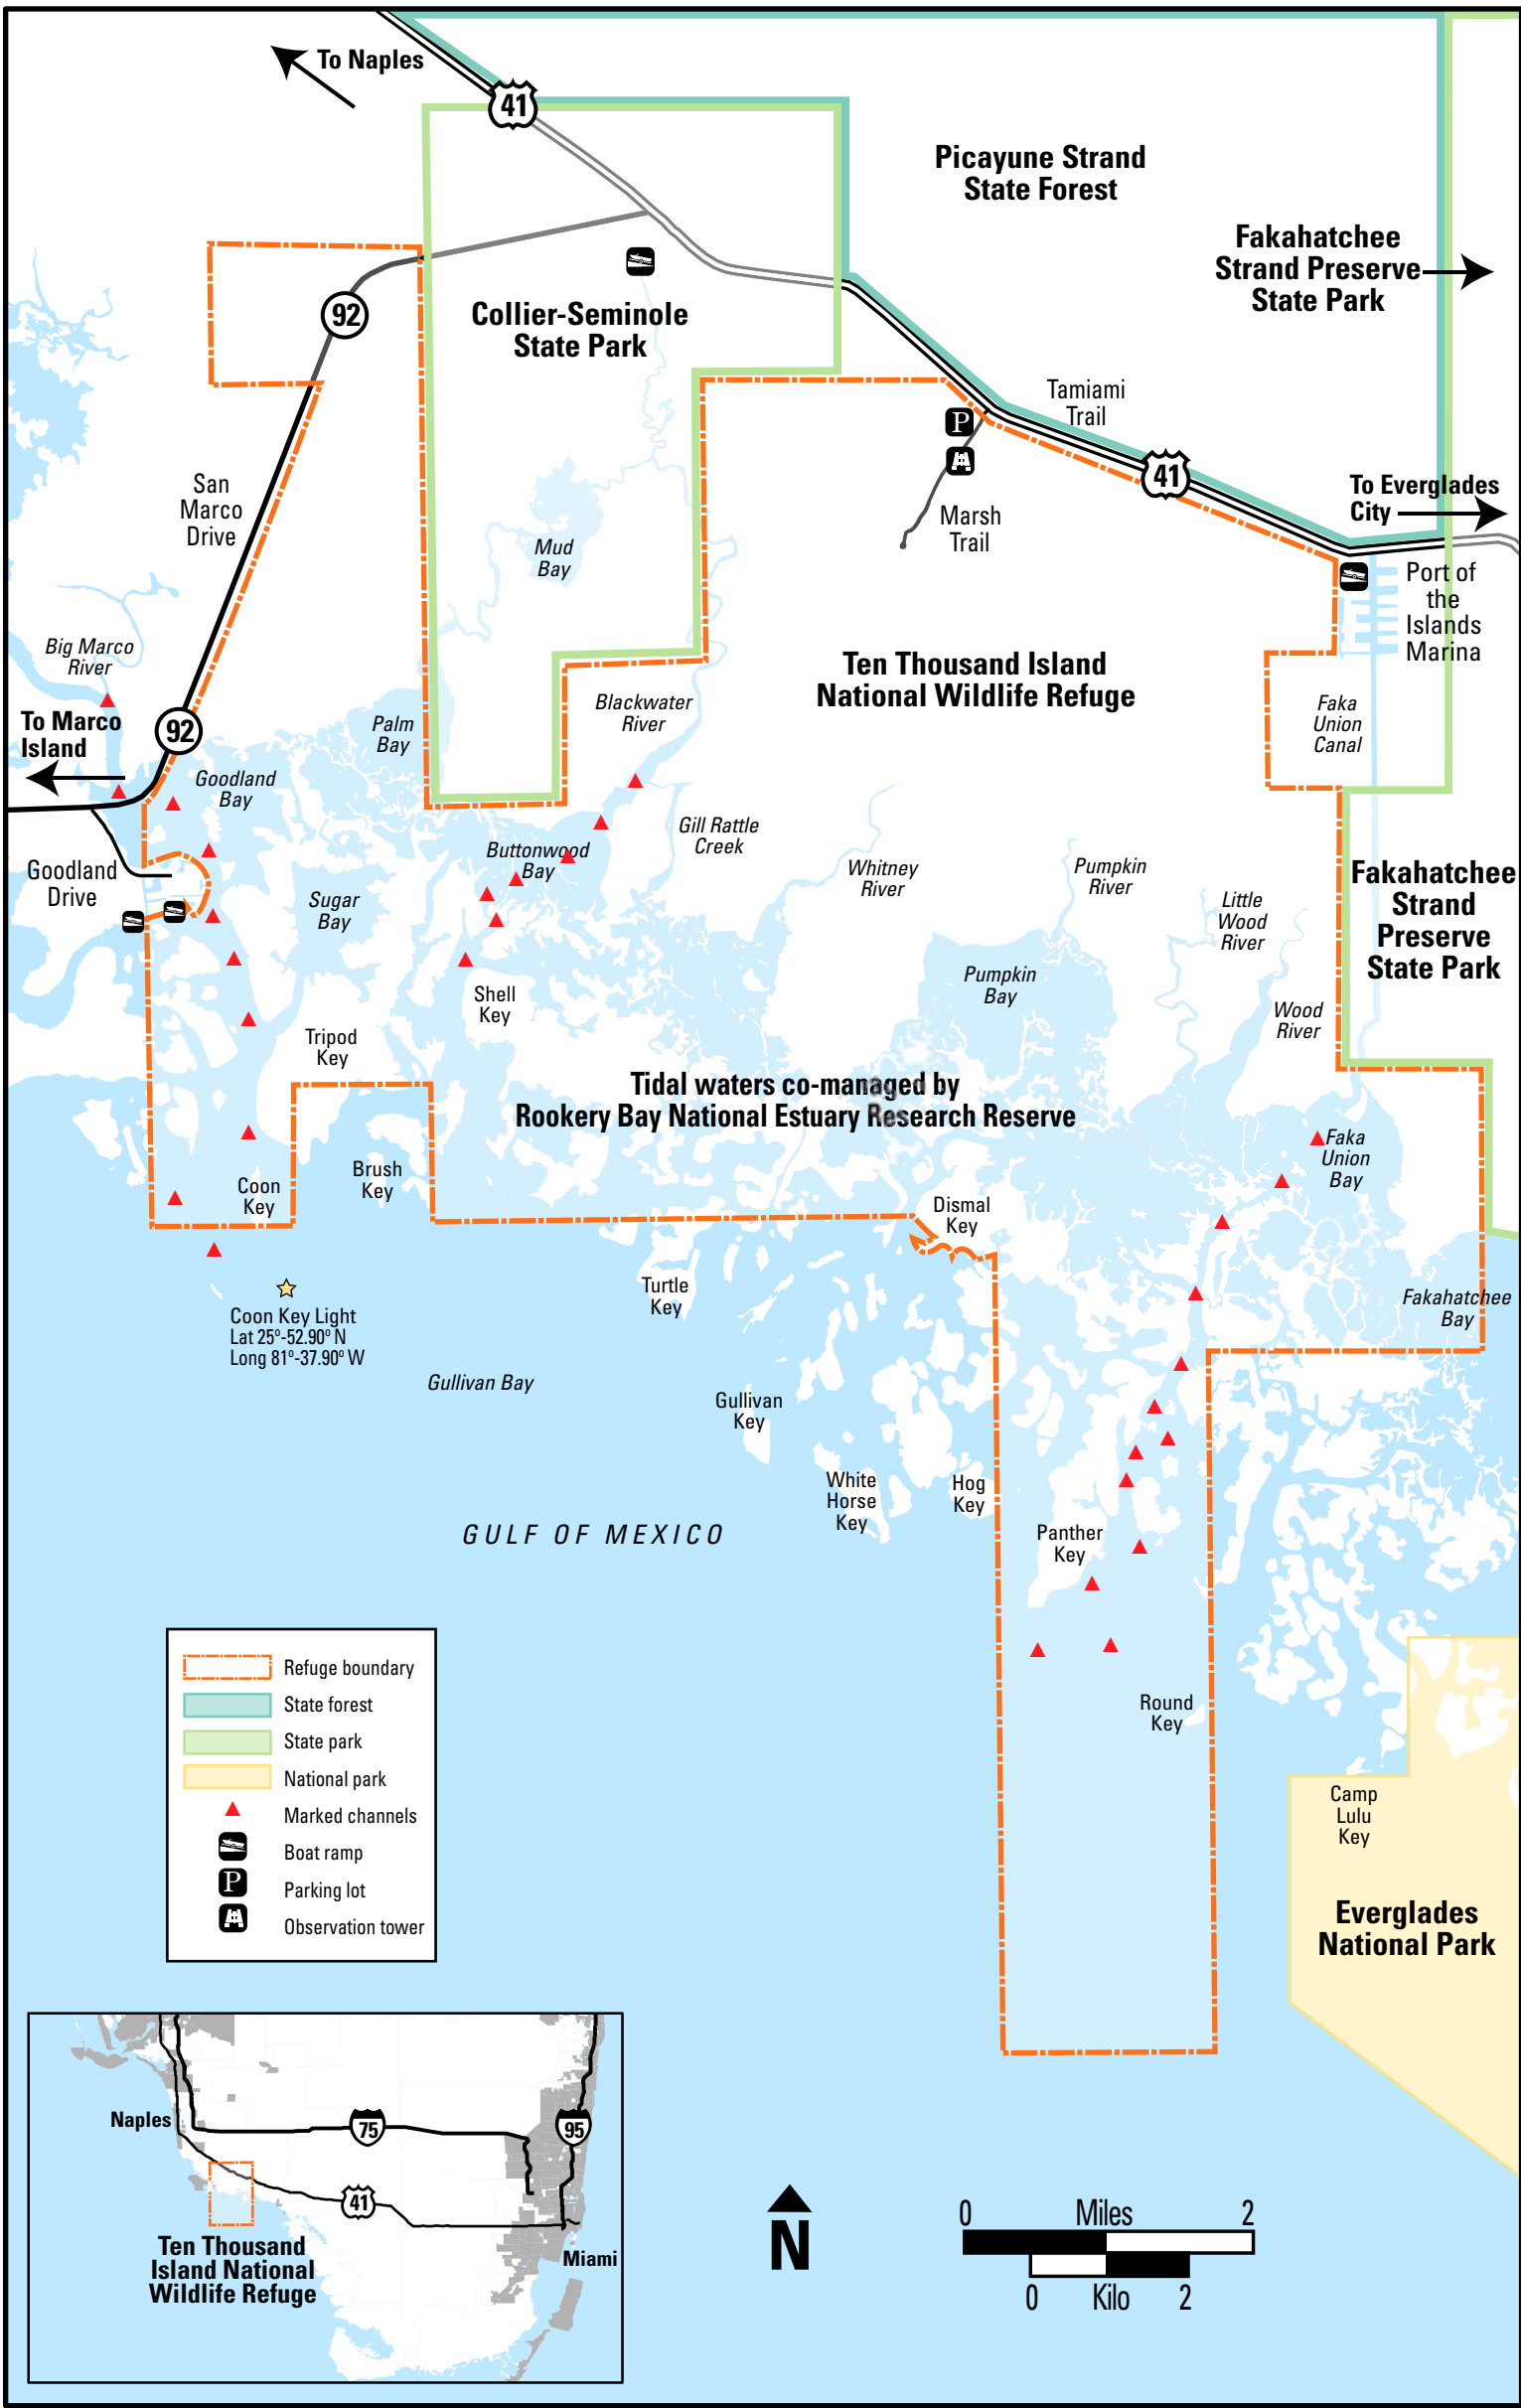 To Naples
41
Picayune Strand
State Forest
Fakahatchee
Strand Preserve
State Park
92
Collier-Seminole
State Park
Tamiami
Trail
P
41
To Everglades
City
San
Marco
Drive
Marsh
Trail
Mud
Bay
Port of
the
Islands
Marina
Big Marco
River
Ten Thousand Island
National Wildlife Refuge
Blackwater
River
Palm
Bay
Faka
Union
Canal
To Marco
Island
92
Goodland
Bay
Gill Rattle
Creek
Buttonwood
Bay
Whitney
River
Pumpkin
River
Goodland
Drive
Fakahatchee
Strand
Preserve
State Park
Sugar
Bay
Little
Wood
River
Pumpkin
Bay
Shell
Key
Wood
River
Tripod
Key
Tidal waters co-managed by
Rookery Bay National Estuary Research Reserve
Faka
Union
Bay
Brush
Key
Coon
Key
Dismal
Key
Turtle
Key
Fakahatchee
Bay
Coon Key Light
Lat 25º-52.90º N
Long 81º-37.90º W
Gullivan Bay
Gullivan
Key
White
Horse
Key
Hog
Key
GULF OF MEXICO
Panther
Key
Round
Key
Refuge boundary
State forest
State park
National park
Marked channels
Boat ramp
P
Parking lot
Observation tower
Camp
Lulu
Key
Everglades
National Park
Naples
75
95
41
Ten Thousand
Island National
Wildlife Refuge
Miami
N
0 Miles 2
0 Kilo 2